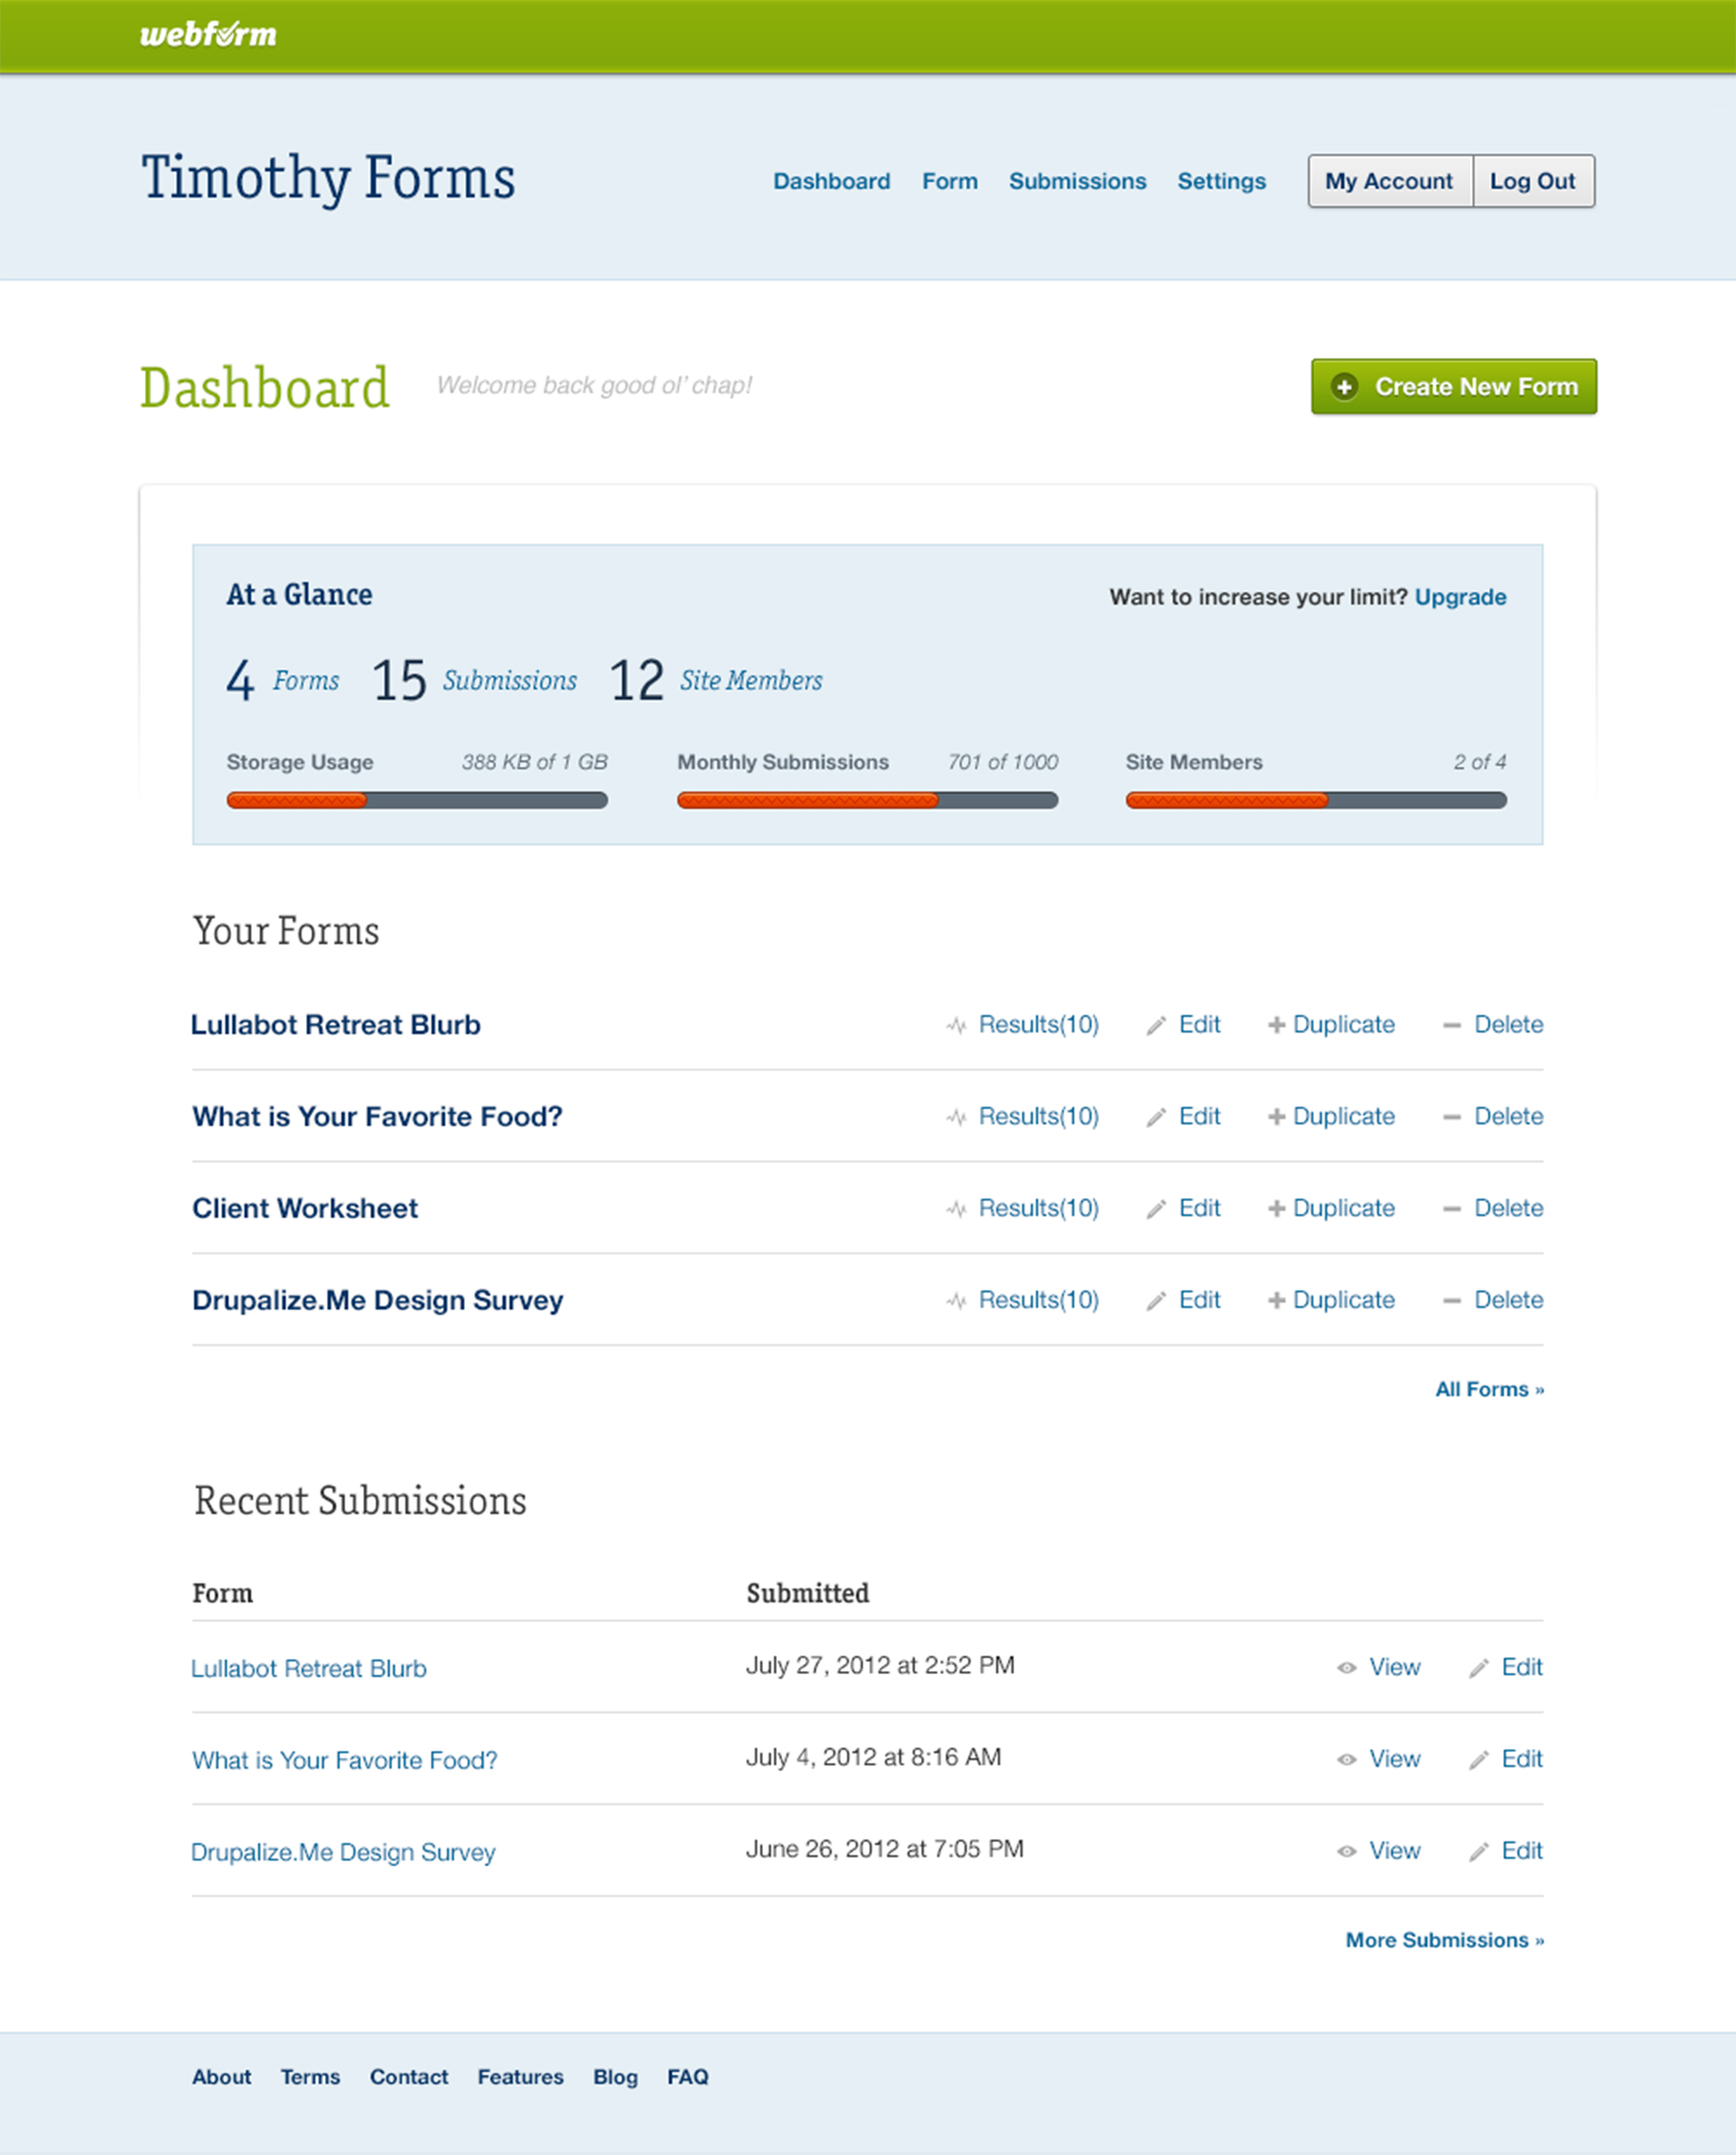 webform
Timothy Forms
Dashboard Form Submissions Settings My Account Log Out
Dashboard Welcome back good ol' chap! Create New Form
At a Glance Want to increase your limit? Upgrade
4 Forms 15 Submissions 12 Site Members
Storage Usage 388 KB of 1 GB Monthly Submissions 701 of 1000 Site Members 2 of 4
Your Forms
Lullabot Retreat Blurb Results(10) Edit Duplicate Delete
What is Your Favorite Food? Results(10) Edit Duplicate Delete
Client Worksheet Results(10) Edit Duplicate Delete
Drupalize.Me Design Survey Results(10) Edit Duplicate Delete
All Forms »
Recent Submissions
Form Submitted
Lullabot Retreat Blurb July 27, 2012 at 2:52 PM View Edit
What is Your Favorite Food? July 4, 2012 at 8:16 AM View Edit
Drupalize.Me Design Survey June 26, 2012 at 7:05 PM View Edit
More Submissions »
About Terms Contact Features Blog FAQ